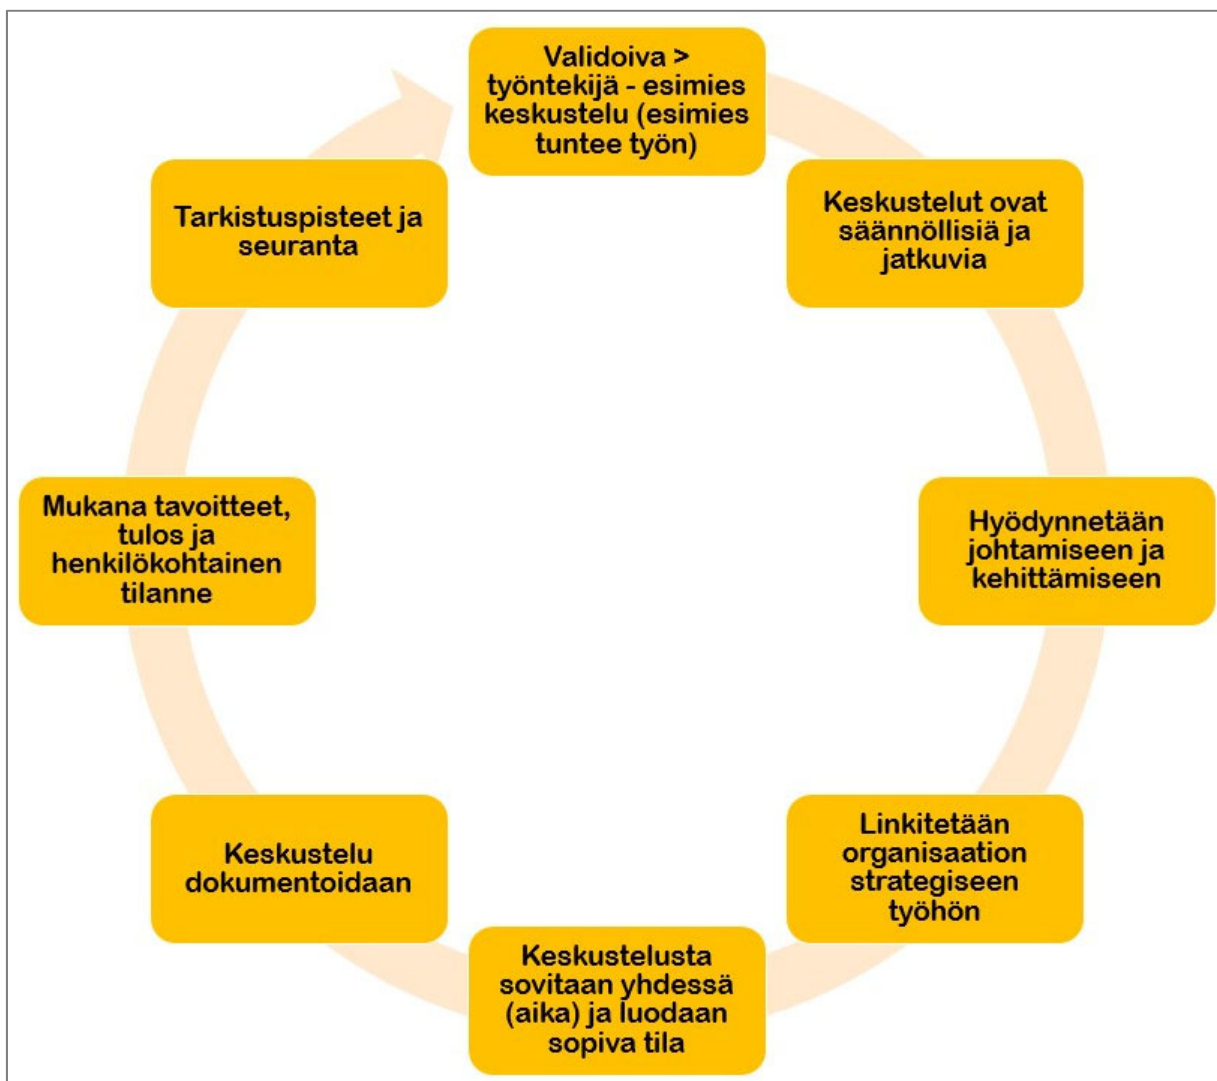 Validoiva >
työntekijä - esimies
keskustelu (esimies
tuntee työn)
Keskustelut ovat
säännöllisiä ja
jatkuvia
Hyödynnetään
johtamiseen ja
kehittämiseen
Linkitetään
organisaation
strategiseen
työhön
Keskustelusta
sovitaan yhdessä
(aika) ja luodaan
sopiva tila
Keskustelu
dokumentoidaan
Mukana tavoitteet,
tulos ja
henkilökohtainen
tilanne
Tarkistuspisteet ja
seuranta